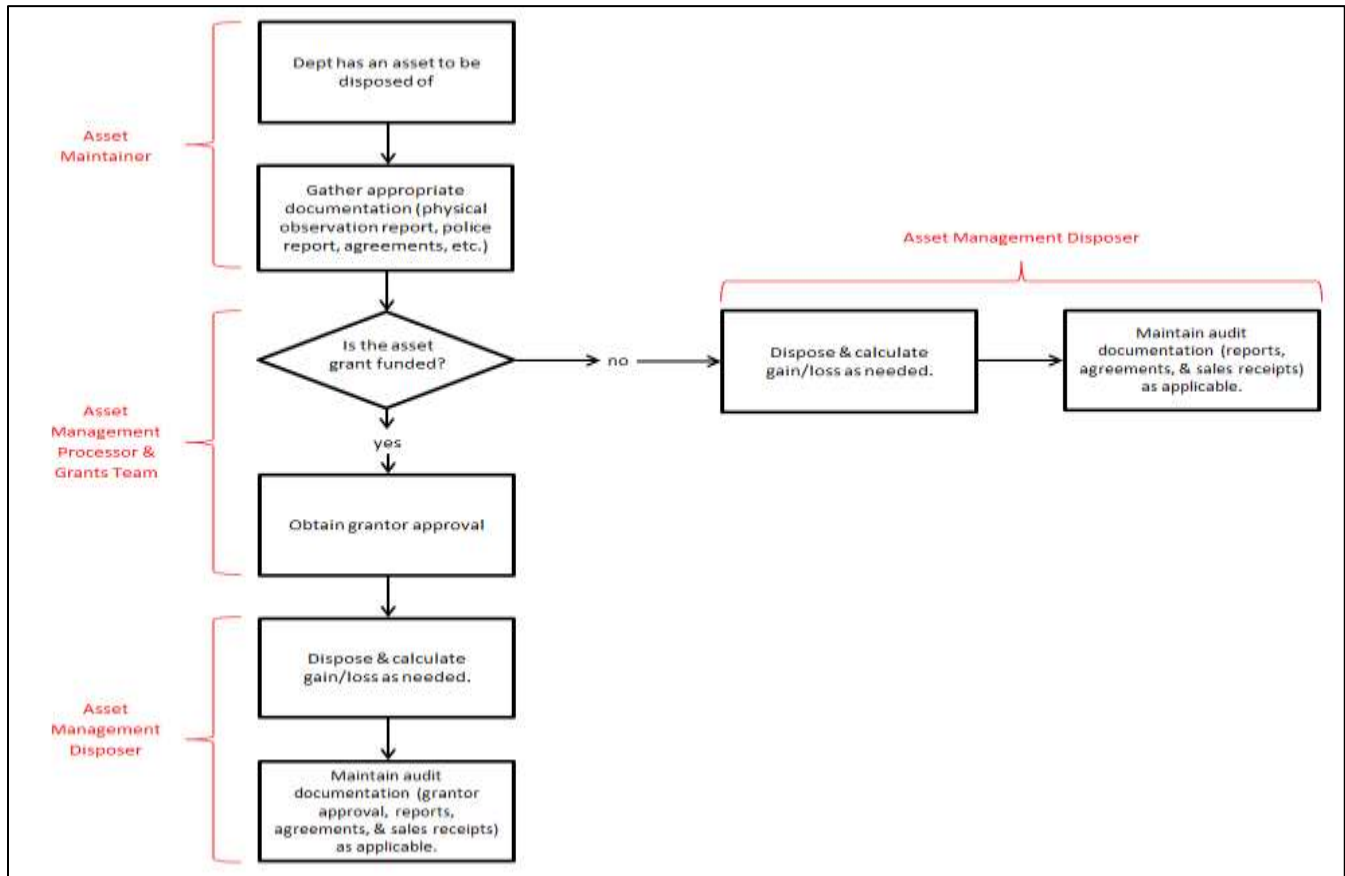 Dept has an asset to be
disposed of
Asset
Maintainer
Gather appropriate
documentation (physical
observation report, police
report, agreements, etc.)
Asset Management Disposer
Is the asset
grant funded?
no
Dispose & calculate
gain/loss as needed.
Maintain audit
documentation (reports,
agreements, & sales receipts)
as applicable.
Asset
Management
Processor &
Grants Team
yes
Obtain grantor approval
Dispose & calculate
gain/loss as needed.
Asset
Management
Disposer
Maintain audit
documentation (grantor
approval, reports,
agreements, & sales receipts)
as applicable.